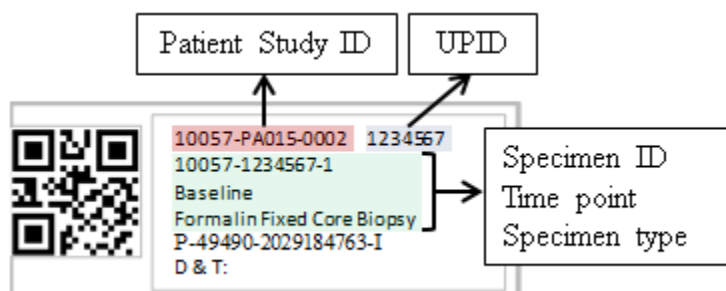 Patient Study ID
UPID
10057-PA015-0002 1234567
10057-1234567-1
Baseline
Formalin Fixed Core Biopsy
P-49490-2029184763-I
D & T:
Specimen ID
Time point
Specimen type